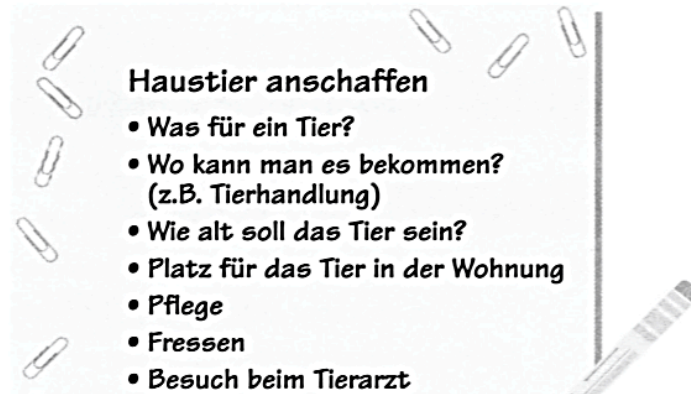 Haustier anschaffen
• Was für ein Tier?
• Wo kann man es bekommen?
(z.B. Tierhandlung)
• Wie alt soll das Tier sein?
• Platz für das Tier in der Wohnung
• Pflege
• Fressen
• Besuch beim Tierarzt